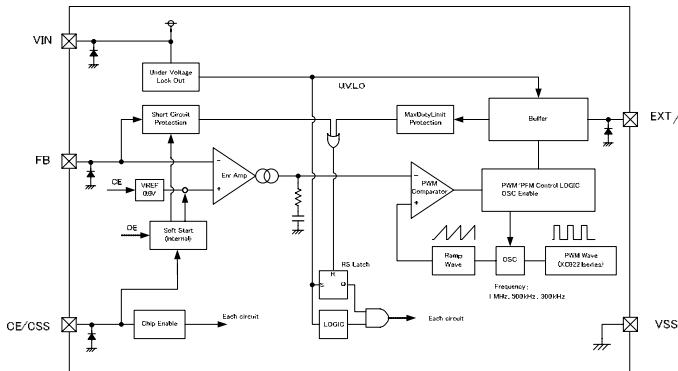 VIN
Under Voltage
Lock Out
U.V.L.O
Short Circuit
Protection
MaxDutyLimit
Protection
Buffer
EXT/
FB
CE
VREF
0.9V
Err Amp
PWM
Comparator
PWM/PFM Control LOGIC
OSC Enable
CE
Soft Start
(internal)
Ramp
Wave
OSC
PWM Wave
Frequency:
1 MHz, 500kHz, 300kHz
RS Latch
R
S
Q
LOGIC
Each circuit
CE/CSS
Chip Enable
Each circuit
VSS